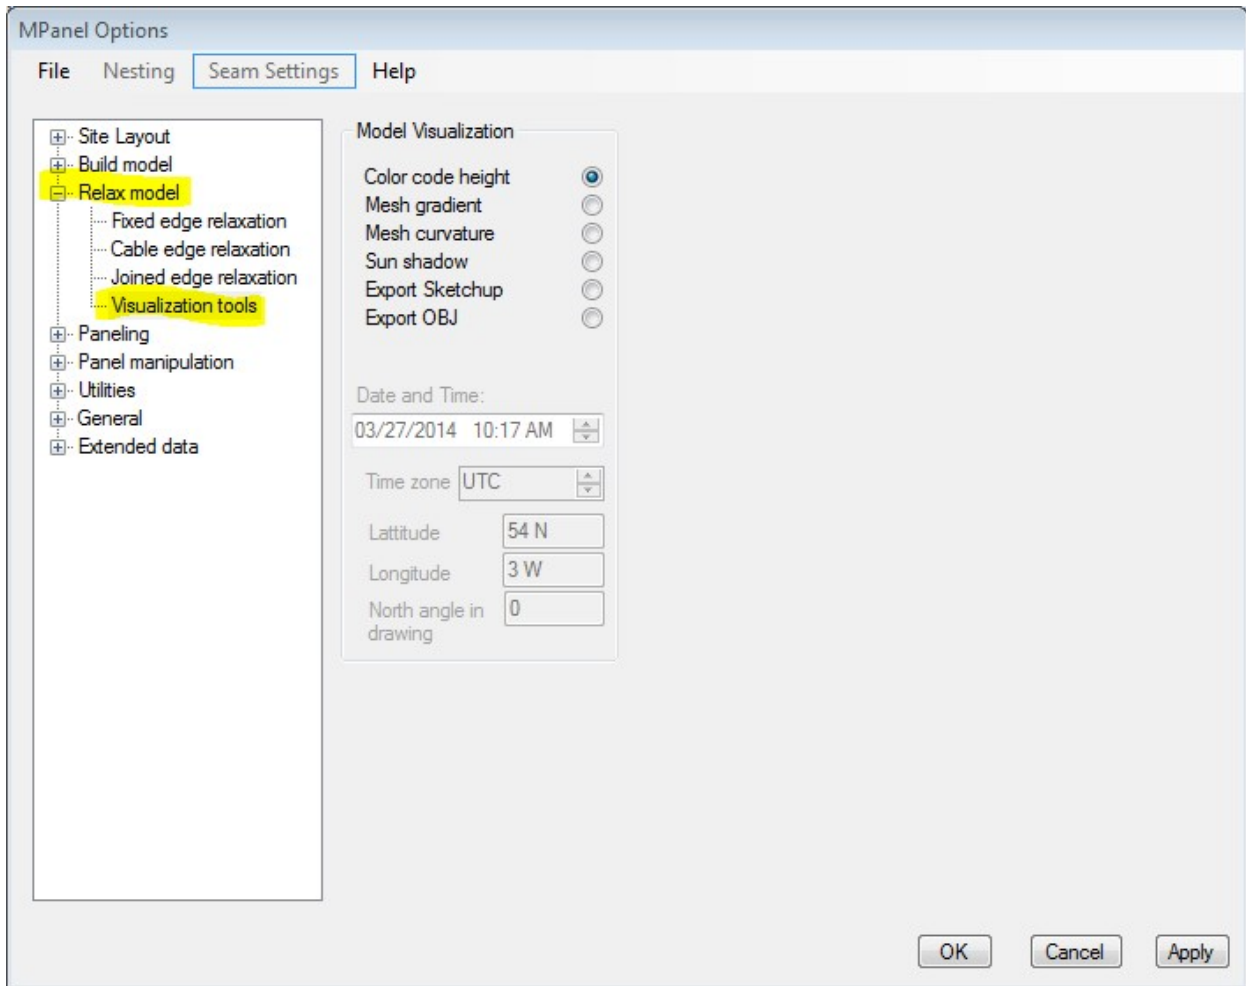 MPanel Options
File Nesting Seam Settings Help
Site Layout
Build model
Relax model
Fixed edge relaxation
Cable edge relaxation
Joined edge relaxation
Visualization tools
Paneling
Panel manipulation
Utilities
General
Extended data
Model Visualization
Color code height
Mesh gradient
Mesh curvature
Sun shadow
Export Sketchup
Export OBJ
Date and Time:
03/27/2014 10:17 AM
Time zone UTC
Lattitude 54 N
Longitude 3 W
North angle in 0
drawing
OK Cancel Apply